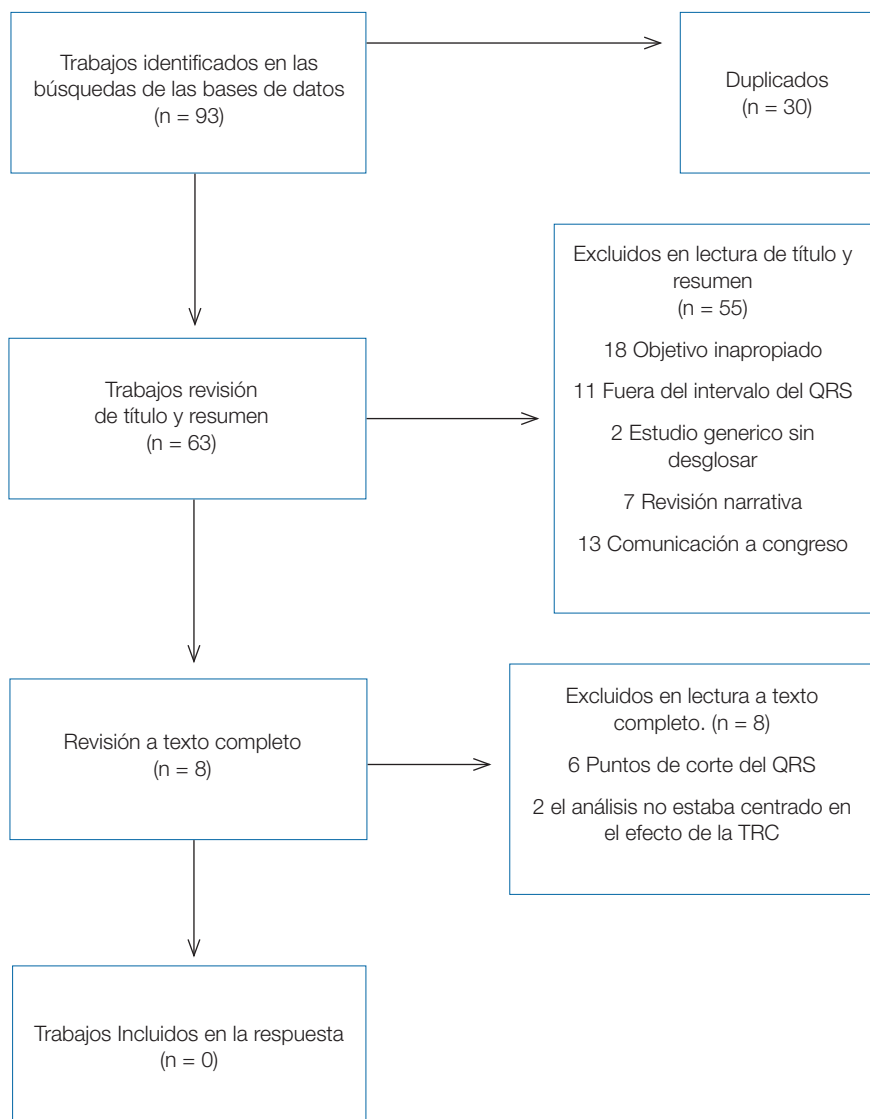 Trabajos identificados en las
búsquedas de las bases de datos
(n = 93)
Duplicados
(n = 30)
Trabajos revisión
de título y resumen
(n = 63)
Excluidos en lectura de título y
resumen
(n = 55)
18 Objetivo inapropiado
11 Fuera del intervalo del QRS
2 Estudio generico sin
desglosar
7 Revisión narrativa
13 Comunicación a congreso
Revisión a texto completo
(n = 8)
Excluidos en lectura a texto
completo. (n = 8)
6 Puntos de corte del QRS
2 el análisis no estaba centrado en
el efecto de la TRC
Trabajos Incluidos en la respuesta
(n = 0)